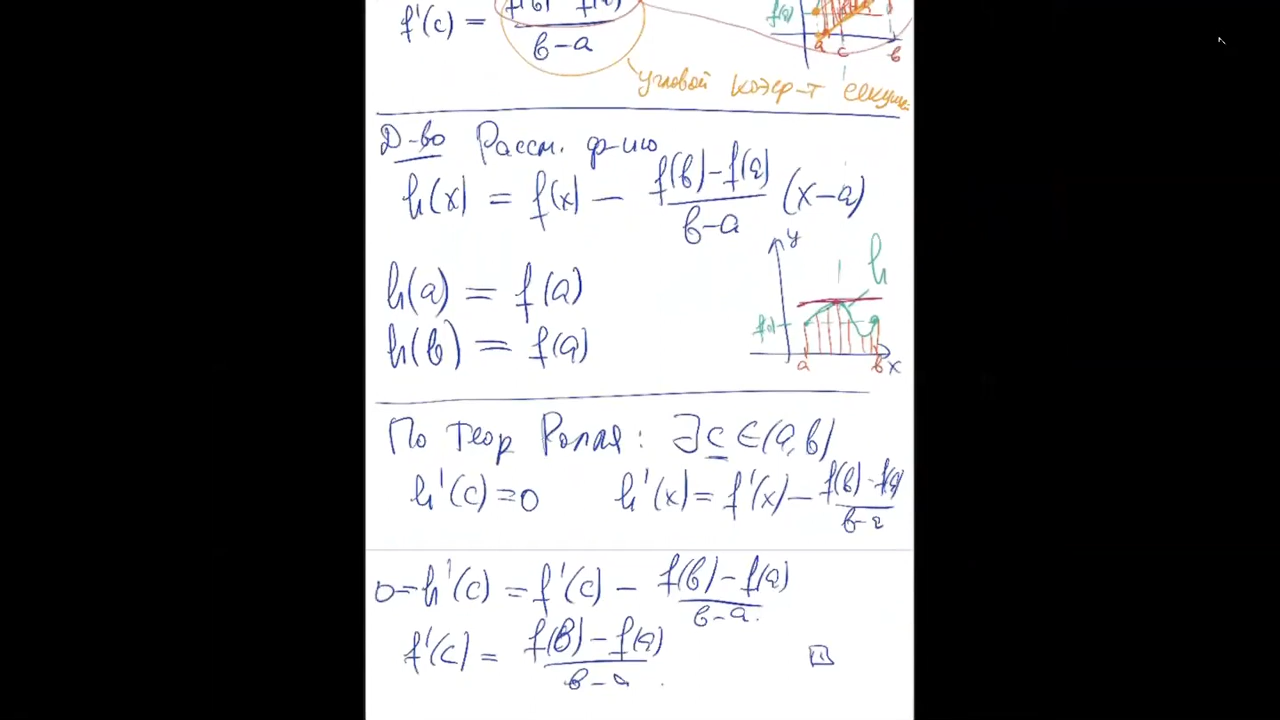 f'(c) = f(b) - f(a) / b-a
f(a)
a c b
угловой коэф-т секущ
Д-во Рассм. ф-ию
h(x) = f(x) - f(b)-f(a) / b-a (x-a)
y
h
h(a) = f(a)
h(b) = f(a)
f(a)
a b x
По теор Ролля: ∃ c ∈ (a, b)
h'(c) = 0 h'(x) = f'(x) - f(b) - f(a) / b-a
0 = h'(c) = f'(c) - f(b) - f(a) / b-a.
f'(c) = f(b) - f(a) / b-a.